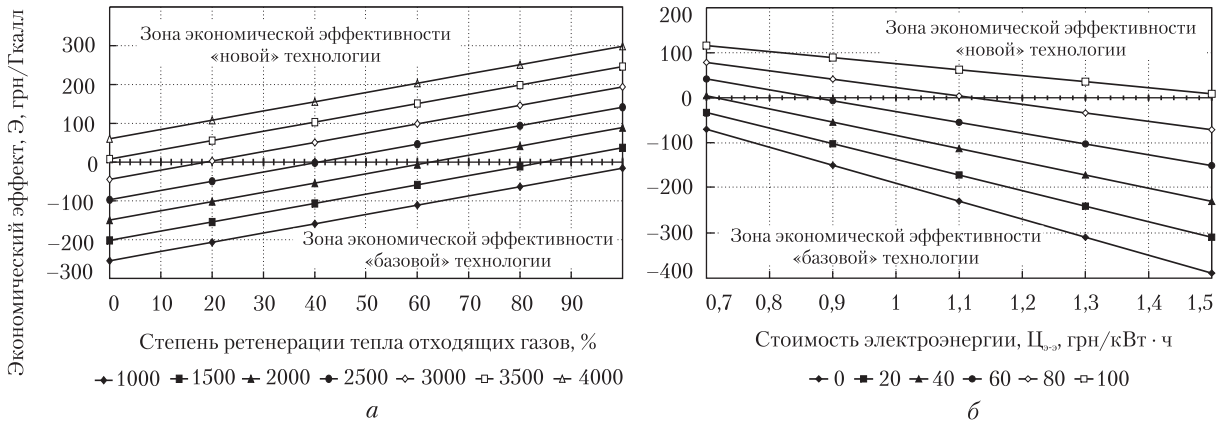 Экономический эффект, Э, грн/Гкалл
300
200
100
0
−100
−200
−300
Зона экономической эффективности
«новой» технологии
Зона экономической эффективности
«базовой» технологии
0 20 30 40 50 60 70 80 90
Степень ретенерации тепла отходящих газов, %
1000 1500 2000 2500 3000 3500 4000
а
200
100
0
−100
−200
−300
−400
Зона экономической эффективности
«новой» технологии
Зона экономической эффективности
«базовой» технологии
0,7 0,8 0,9 1 1,1 1,2 1,3 1,4 1,5
Стоимость электроэнергии, Цэ-э, грн/кВт · ч
0 20 40 60 80 100
б